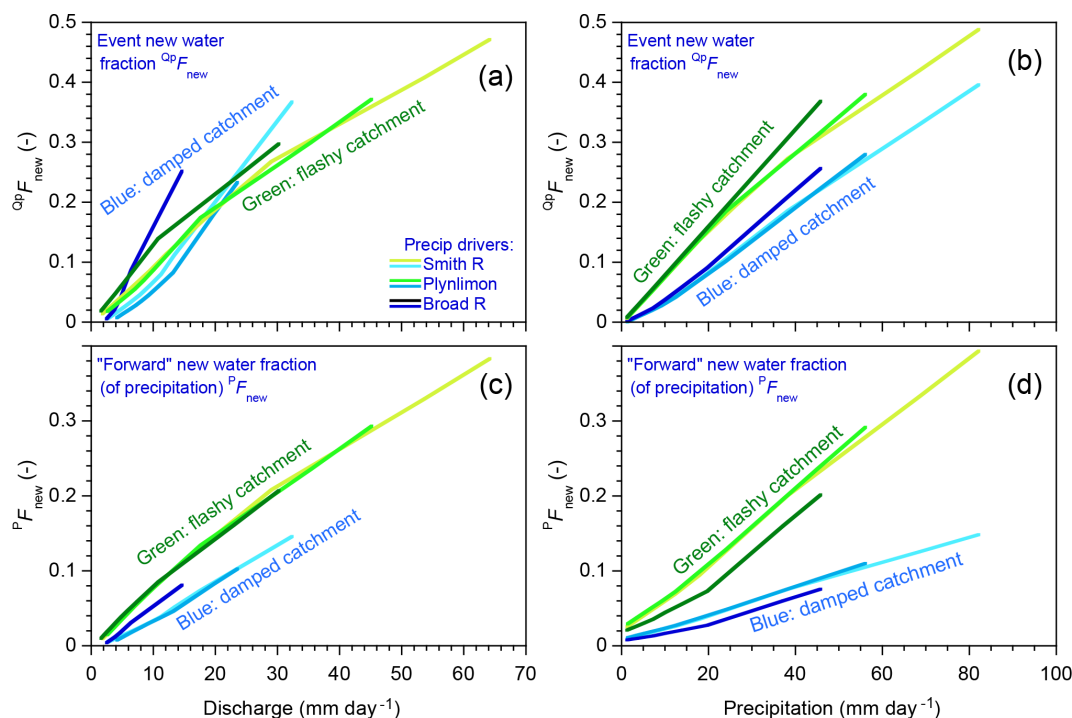 Event new water
fraction QpFnew
(a)
Blue: damped catchment
Green: flashy catchment
Precip drivers:
Smith R
Plynlimon
Broad R
QpFnew (-)
0.5
0.4
0.3
0.2
0.1
0
Event new water
fraction QpFnew
(b)
Green: flashy catchment
Blue: damped catchment
QpFnew (-)
0.5
0.4
0.3
0.2
0.1
0
"Forward" new water fraction
(of precipitation) PFnew
(c)
Green: flashy catchment
Blue: damped catchment
PFnew (-)
0.3
0.2
0.1
0
0 10 20 30 40 50 60 70
Discharge (mm day-1)
"Forward" new water fraction
(of precipitation) PFnew
(d)
Green: flashy catchment
Blue: damped catchment
PFnew (-)
0.3
0.2
0.1
0
0 20 40 60 80 100
Precipitation (mm day-1)